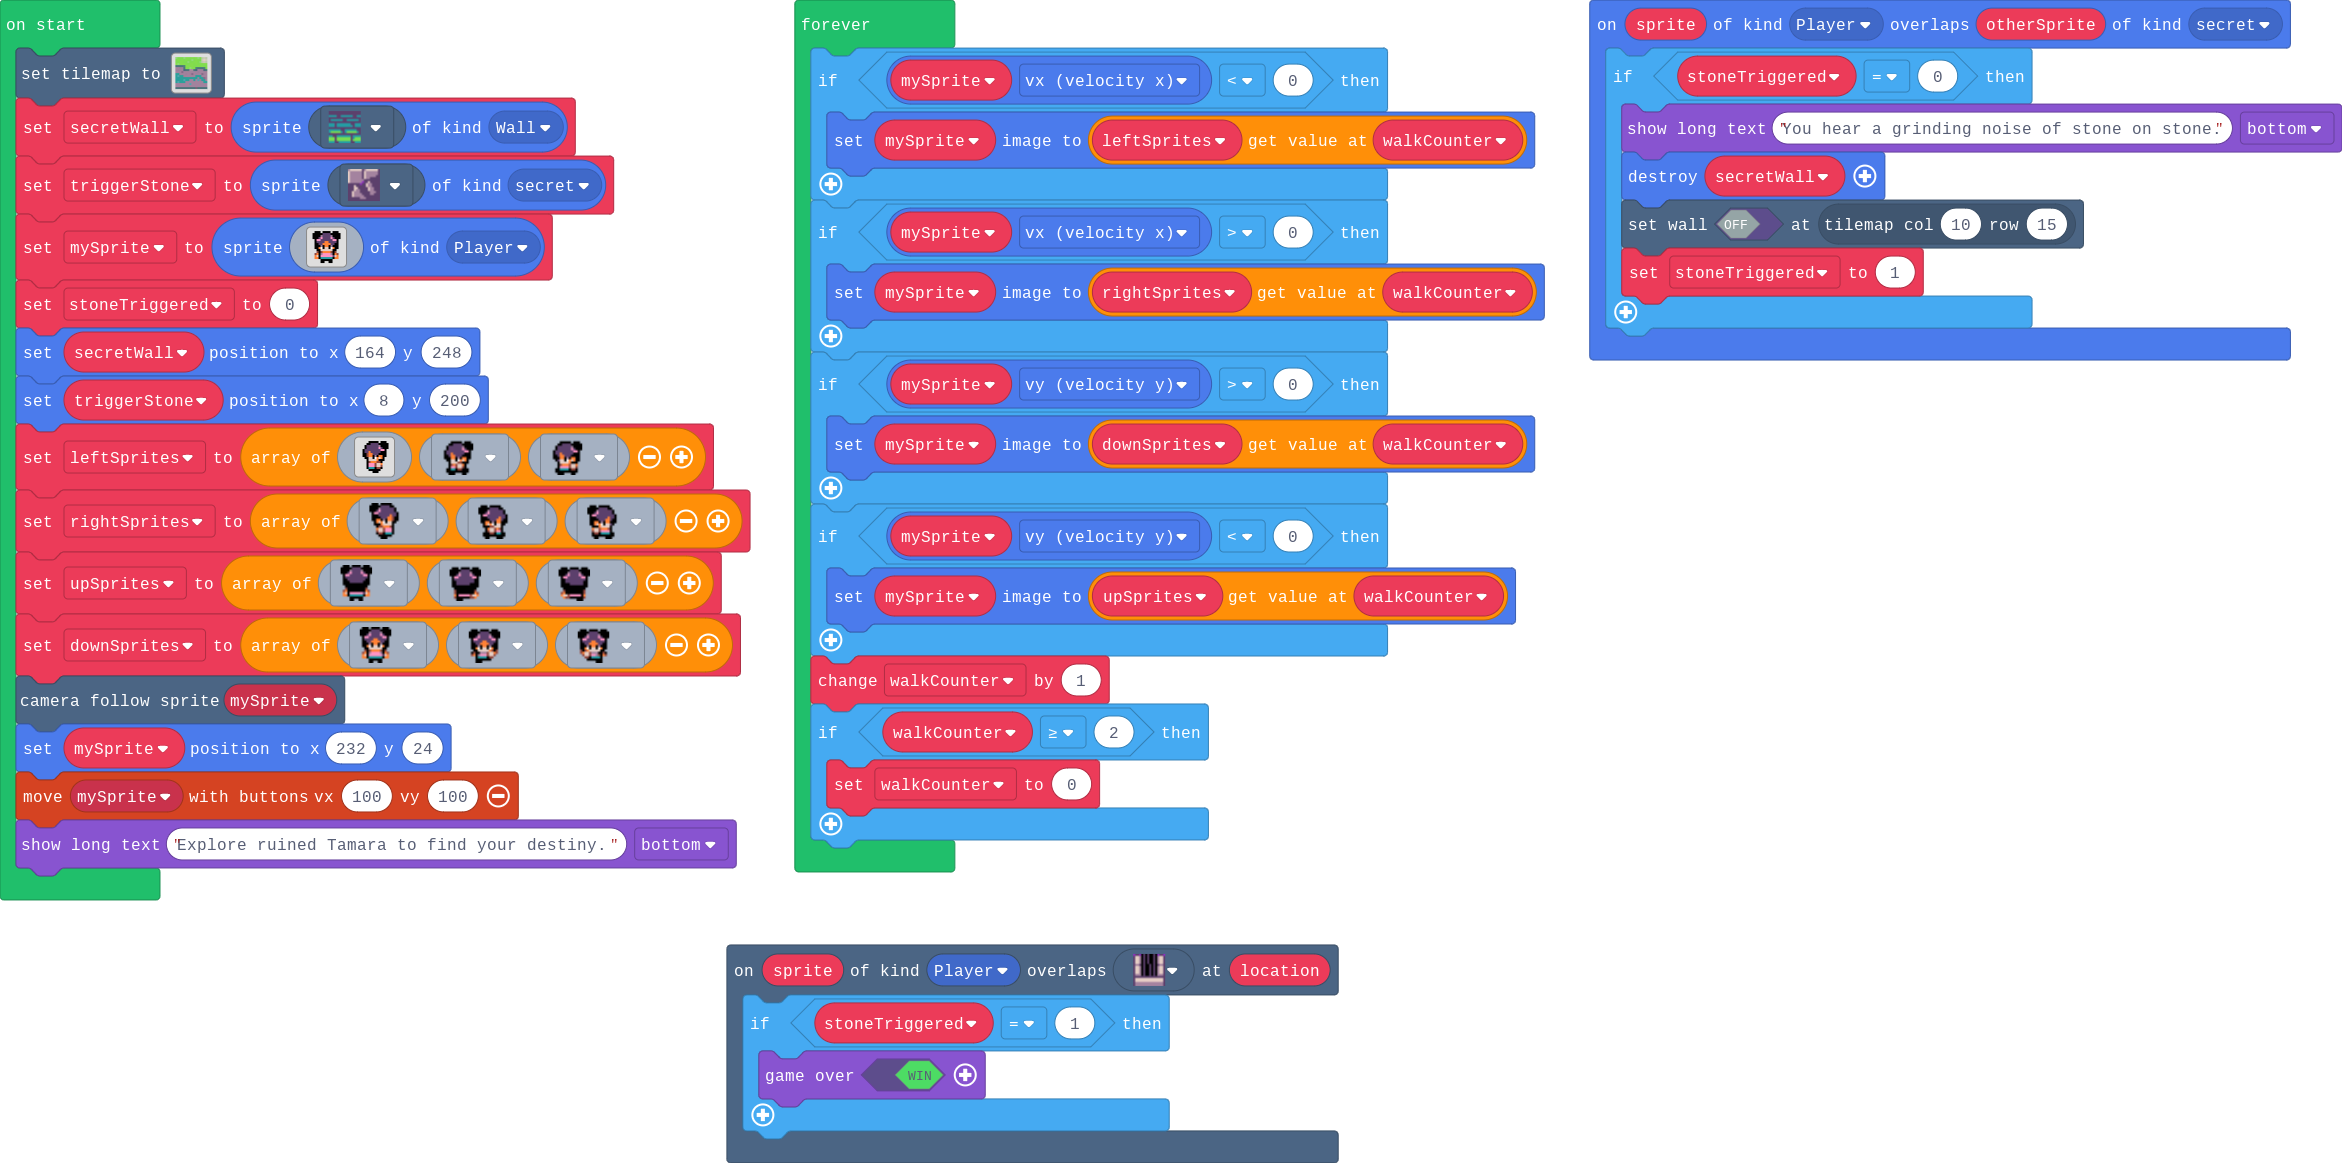 on start
set tilemap to
set secretWall to sprite of kind Wall
set triggerStone to sprite of kind secret
set mySprite to sprite of kind Player
set stoneTriggered to 0
set secretWall position to x 164 y 248
set triggerStone position to x 8 y 200
set leftSprites to array of
set rightSprites to array of
set upSprites to array of
set downSprites to array of
camera follow sprite mySprite
set mySprite position to x 232 y 24
move mySprite with buttons vx 100 vy 100
show long text "Explore ruined Tamara to find your destiny." bottom
forever
if mySprite vx (velocity x) < 0 then
set mySprite image to leftSprites get value at walkCounter
if mySprite vx (velocity x) > 0 then
set mySprite image to rightSprites get value at walkCounter
if mySprite vy (velocity y) > 0 then
set mySprite image to downSprites get value at walkCounter
if mySprite vy (velocity y) < 0 then
set mySprite image to upSprites get value at walkCounter
change walkCounter by 1
if walkCounter ≥ 2 then
set walkCounter to 0
on sprite of kind Player overlaps otherSprite of kind secret
if stoneTriggered = 0 then
show long text "You hear a grinding noise of stone on stone." bottom
destroy secretWall
set wall OFF at tilemap col 10 row 15
set stoneTriggered to 1
on sprite of kind Player overlaps at location
if stoneTriggered = 1 then
game over WIN